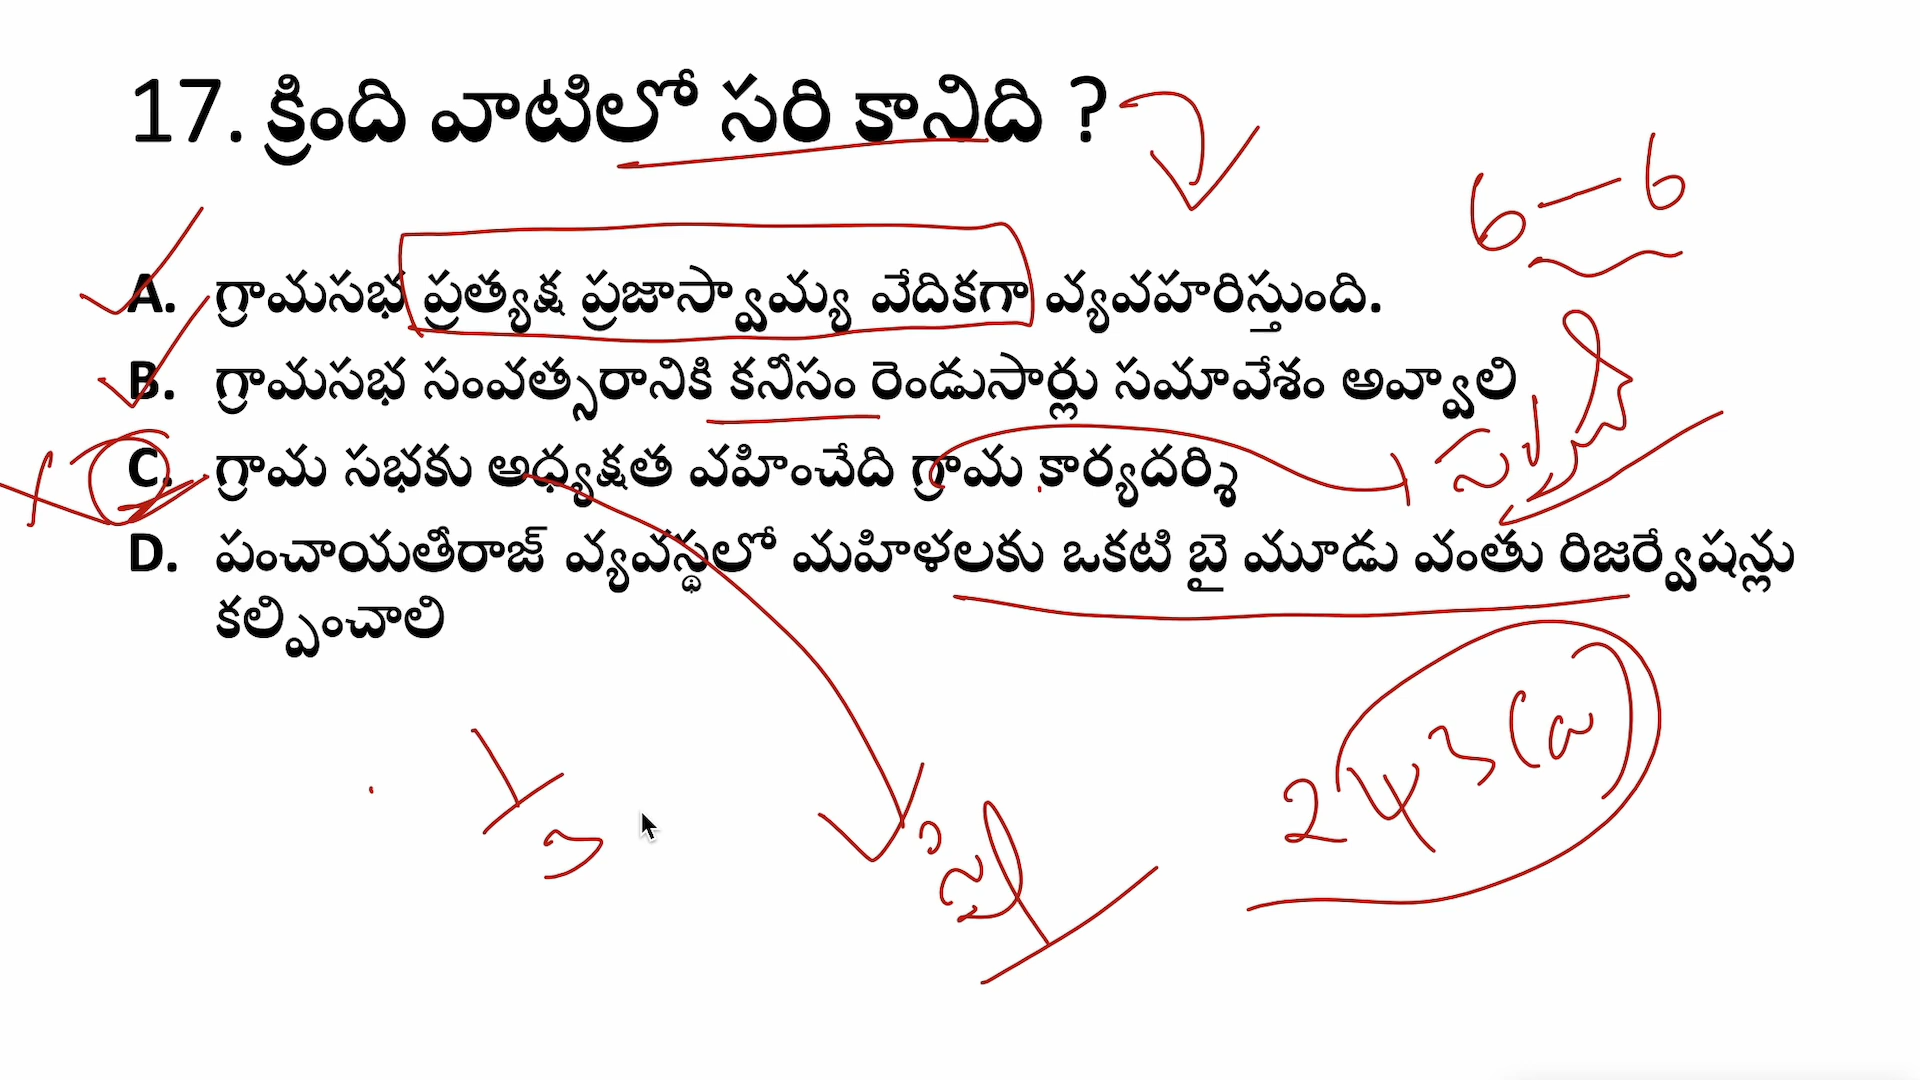 17. క్రింది వాటిలో సరి కానిది ?
6-6
A. గ్రామసభ ప్రత్యక్ష ప్రజాస్వామ్య వేదికగా వ్యవహరిస్తుంది.
B. గ్రామసభ సంవత్సరానికి కనీసం రెండుసార్లు సమావేశం అవ్వాలి
C. గ్రామ సభకు అధ్యక్షత వహించేది గ్రామ కార్యదర్శి
D. పంచాయతీరాజ్ వ్యవస్థలో మహిళలకు ఒకటి బై మూడు వంతు రిజర్వేషన్లు
కల్పించాలి
243(a)